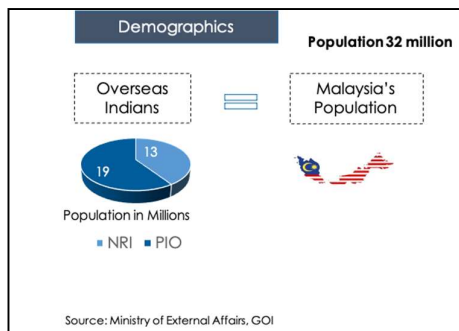 Demographics
Population 32 million
Overseas
Indians
Malaysia's
Population
13
19
Population in Millions
NRI PIO
Source: Ministry of External Affairs, GOI